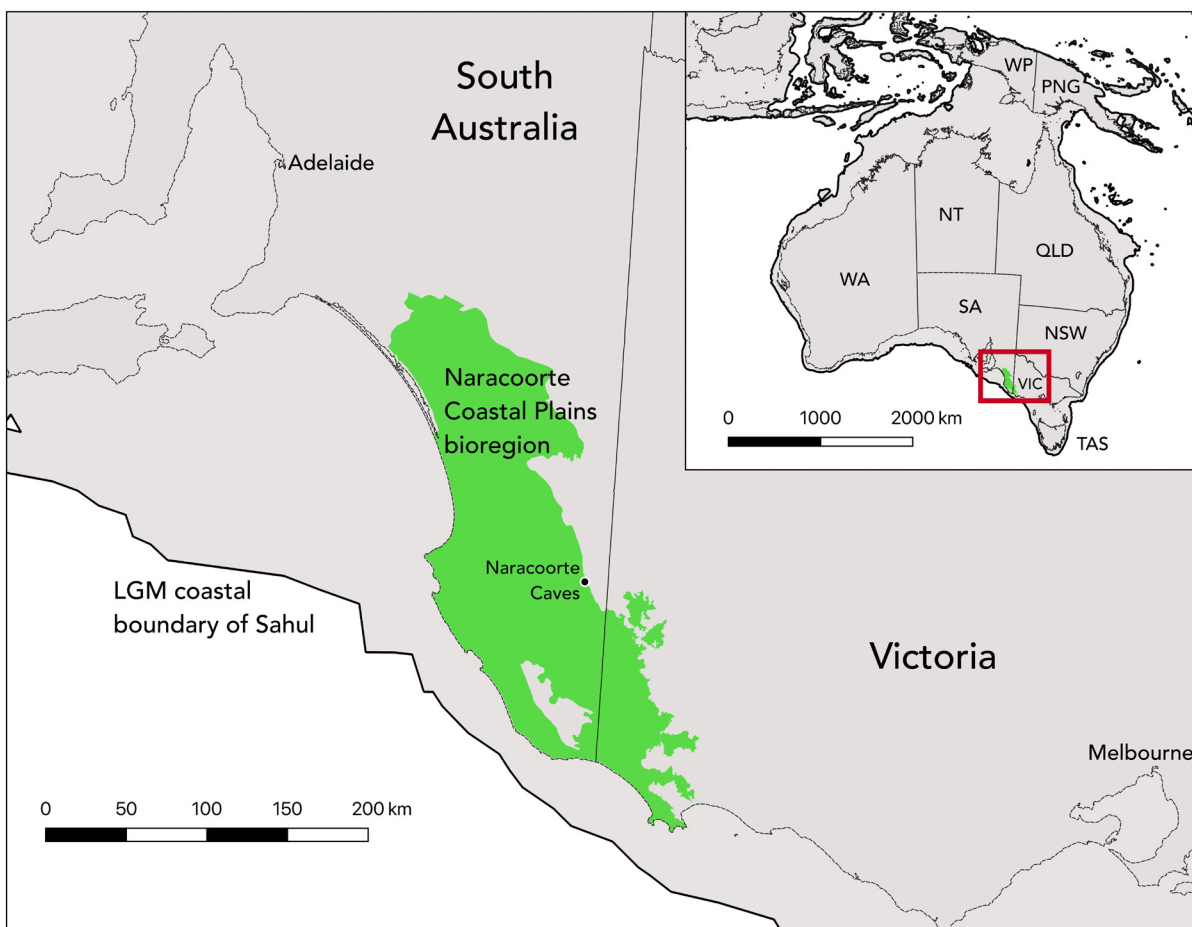 South
Australia
Adelaide
Naracoorte
Coastal Plains
bioregion
Naracoorte
Caves
LGM coastal
boundary of Sahul
Victoria
Melbourne
0 50 100 150 200 km
WP
PNG
NT
QLD
WA
SA
NSW
VIC
TAS
0 1000 2000 km